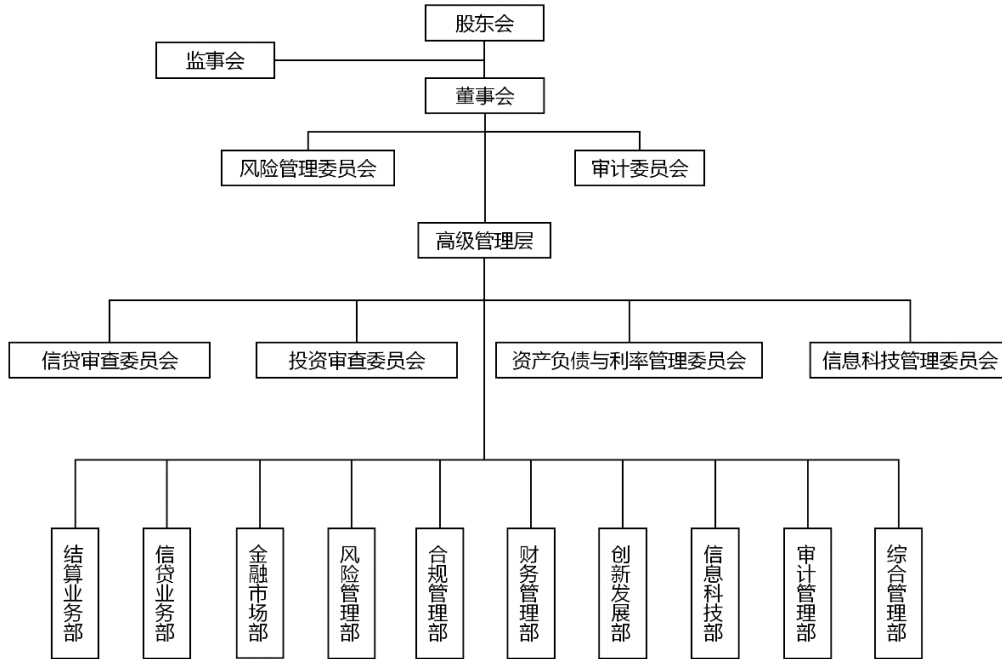 股东会
监事会
董事会
风险管理委员会
审计委员会
高级管理层
信贷审查委员会
投资审查委员会
资产负债与利率管理委员会
信息科技管理委员会
结算业务部
信贷业务部
金融市场部
风险管理部
合规管理部
财务管理部
创新发展部
信息科技部
审计管理部
综合管理部